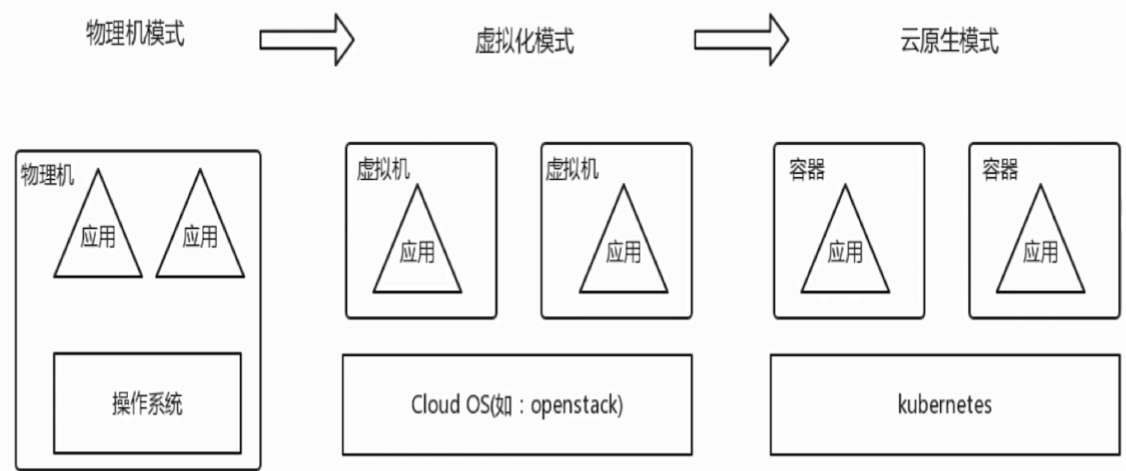 物理机模式
虚拟化模式
云原生模式
物理机
应用
应用
操作系统
虚拟机
应用
虚拟机
应用
Cloud OS(如：openstack)
容器
应用
容器
应用
kubernetes